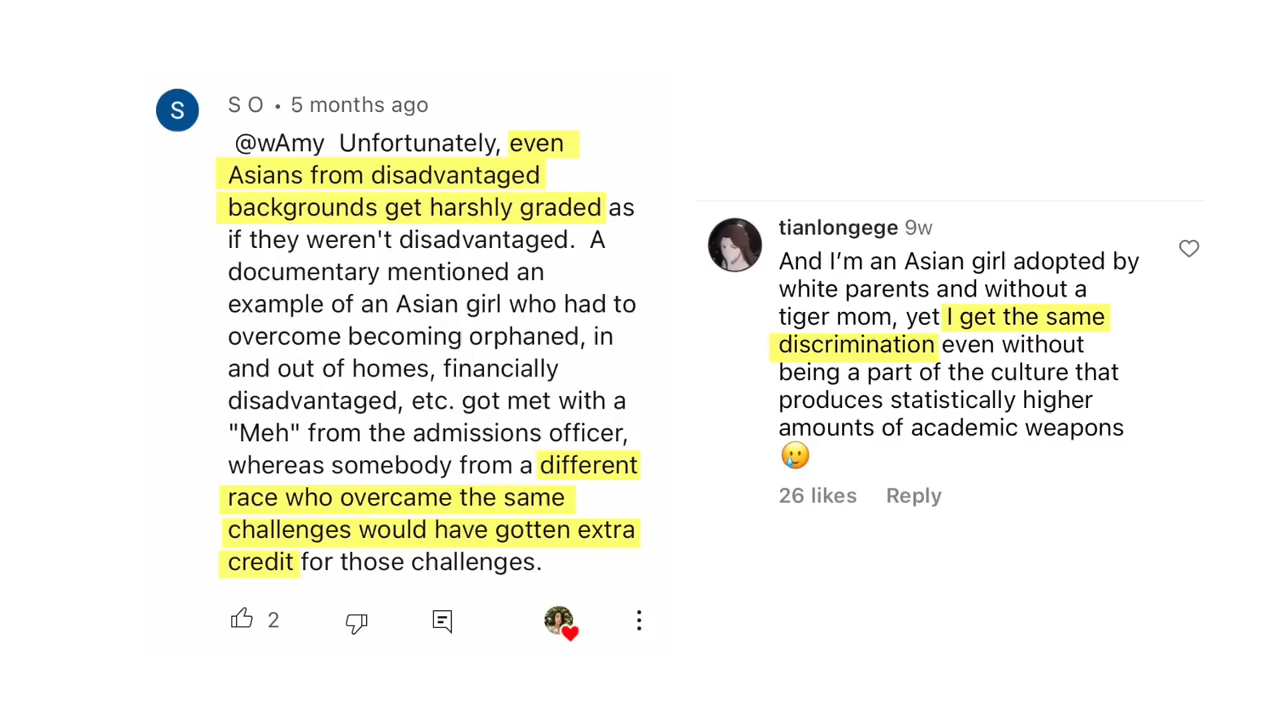 S
S O • 5 months ago
@wAmy Unfortunately, even
Asians from disadvantaged
backgrounds get harshly graded as
if they weren't disadvantaged. A
documentary mentioned an
example of an Asian girl who had to
overcome becoming orphaned, in
and out of homes, financially
disadvantaged, etc. got met with a
"Meh" from the admissions officer,
whereas somebody from a different
race who overcame the same
challenges would have gotten extra
credit for those challenges.
2
tianlongege 9w
And I’m an Asian girl adopted by
white parents and without a
tiger mom, yet I get the same
discrimination even without
being a part of the culture that
produces statistically higher
amounts of academic weapons
🥲
26 likes Reply